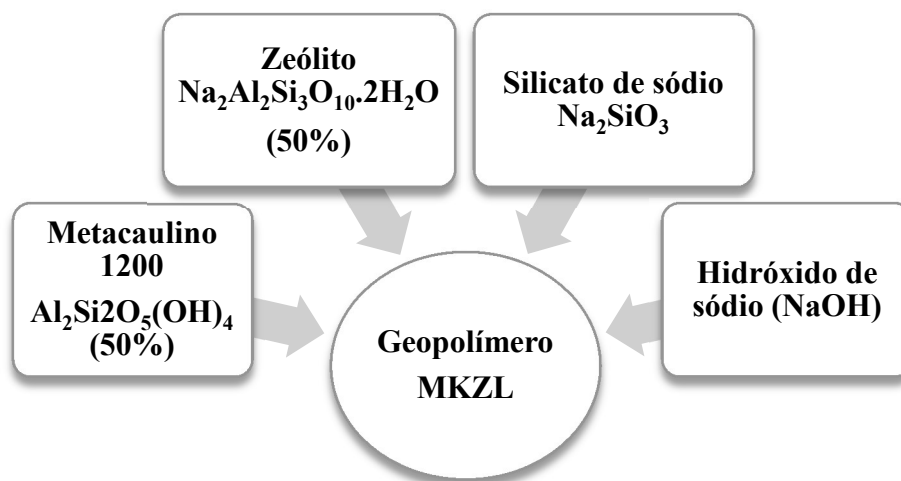 Zeólito
Na₂Al₂Si₃O₁₀.2H₂O
(50%)
Silicato de sódio
Na₂SiO₃
Metacaulino
1200
Al₂Si2O₅(OH)₄
(50%)
Hidróxido de
sódio (NaOH)
Geopolímero
MKZL